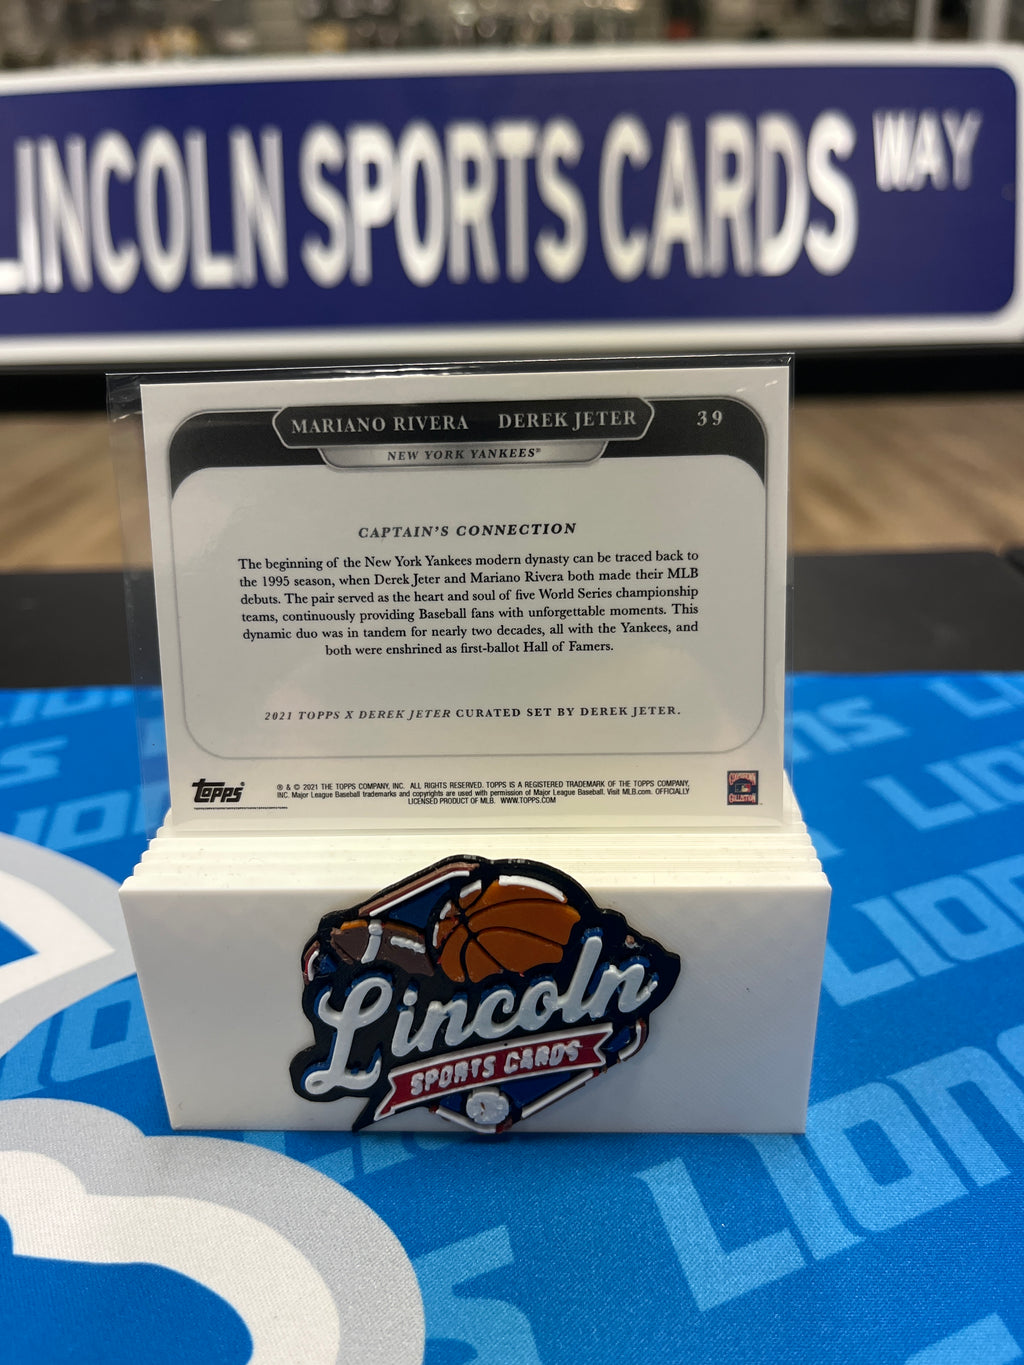 LINCOLN SPORTS CARDS WAY
MARIANO RIVERA DEREK JETER 39
NEW YORK YANKEES®
CAPTAIN'S CONNECTION
The beginning of the New York Yankees modern dynasty can be traced back to
the 1995 season, when Derek Jeter and Mariano Rivera both made their MLB
debuts. The pair served as the heart and soul of five World Series championship
teams, continuously providing Baseball fans with unforgettable moments. This
dynamic duo was in tandem for nearly two decades, all with the Yankees, and
both were enshrined as first-ballot Hall of Famers.
2021 TOPPS X DEREK JETER CURATED SET BY DEREK JETER.
topps®
® & © 2021 THE TOPPS COMPANY, INC. ALL RIGHTS RESERVED. TOPPS IS A REGISTERED TRADEMARK OF THE TOPPS COMPANY,
INC. Major League Baseball trademarks and copyrights are used with permission of Major League Baseball. Visit MLB.com. OFFICIALLY
LICENSED PRODUCT OF MLB. WWW.TOPPS.COM
COOPERSTOWN
COLLECTION
Lincoln
SPORTS CARDS
LIONS
LIONS
LIONS
LIONS